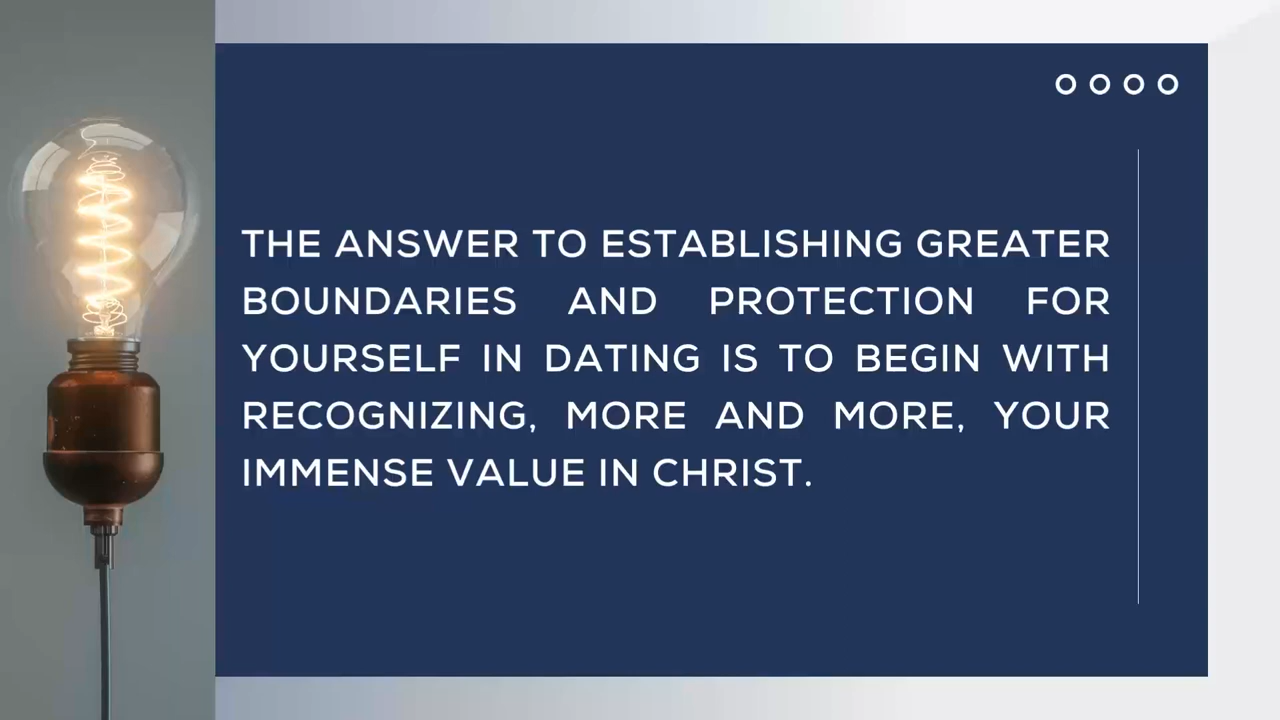 THE ANSWER TO ESTABLISHING GREATER
BOUNDARIES AND PROTECTION FOR
YOURSELF IN DATING IS TO BEGIN WITH
RECOGNIZING, MORE AND MORE, YOUR
IMMENSE VALUE IN CHRIST.